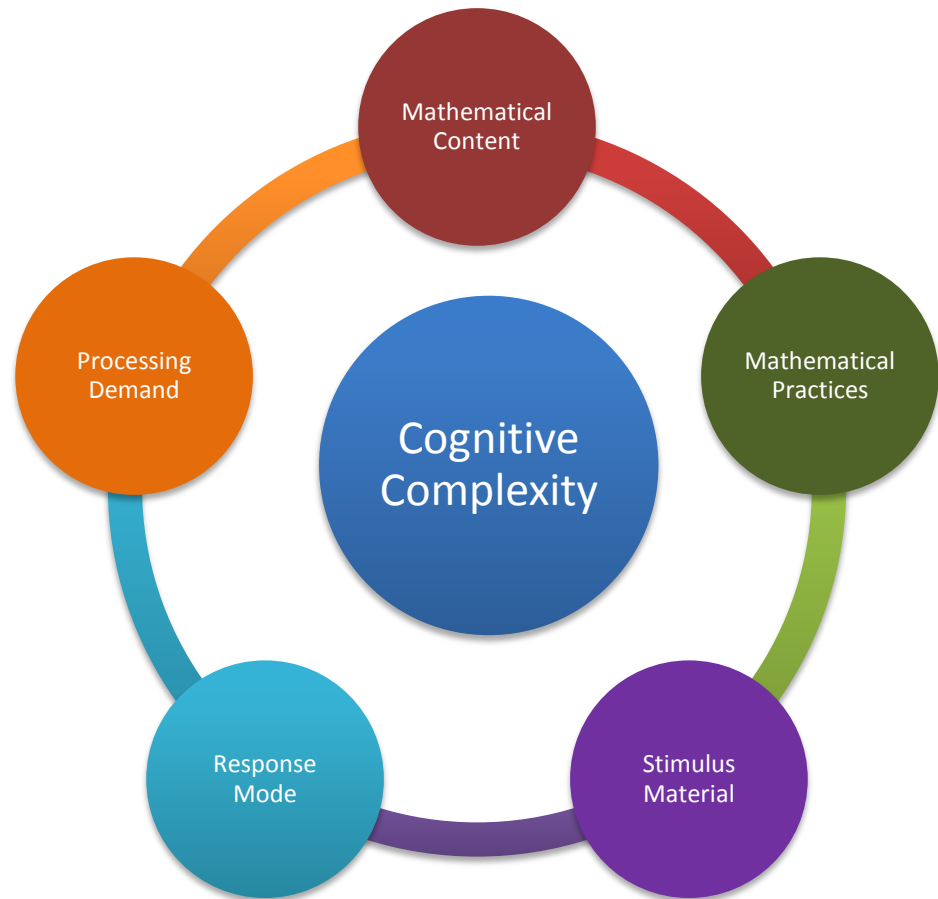 Mathematical
Content
Processing
Demand
Mathematical
Practices
Cognitive
Complexity
Response
Mode
Stimulus
Material